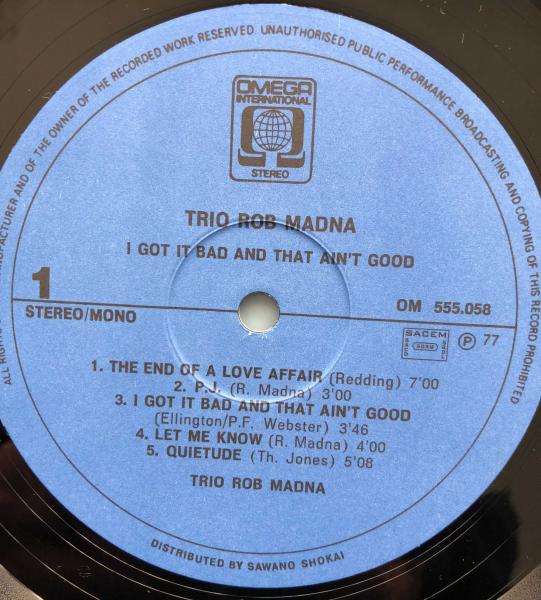 ALL RIGHTS
MANUFACTURER AND OF THE OWNER OF THE RECORDED WORK RESERVED. UNAUTHORISED PUBLIC PERFORMANCE BROADCASTING AND COPYING OF THIS RECORD PROHIBITED
OMEGA
INTERNATIONAL
Ω
STEREO
TRIO ROB MADNA
I GOT IT BAD AND THAT AIN'T GOOD
1
STEREO/MONO
OM 555.058
SACEM
℗ 77
1. THE END OF A LOVE AFFAIR (Redding) 7'00
2. P.J. (R. Madna) 3'00
3. I GOT IT BAD AND THAT AIN'T GOOD
(Ellington/P.F. Webster) 3'46
4. LET ME KNOW (R. Madna) 4'00
5. QUIETUDE (Th. Jones) 5'08
TRIO ROB MADNA
DISTRIBUTED BY SAWANO SHOKAI